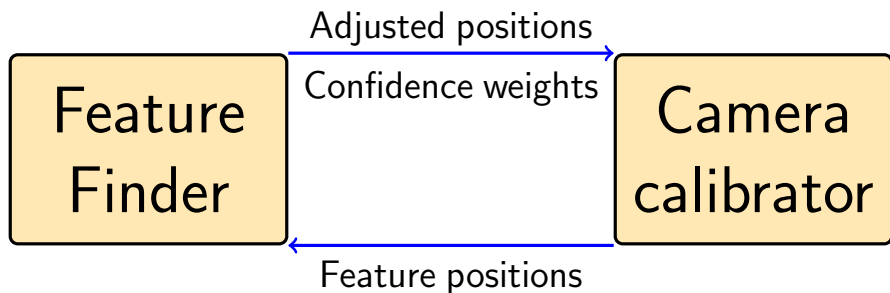 Adjusted positions
Confidence weights
Feature
Finder
Camera
calibrator
Feature positions